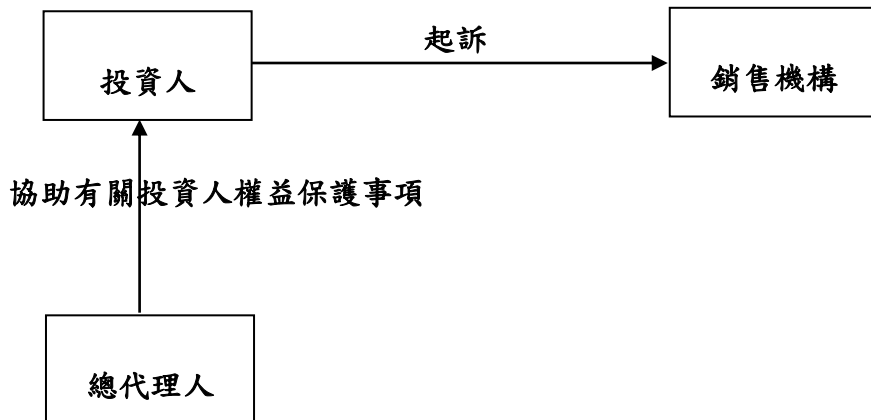 起訴
投資人
銷售機構
協助有關投資人權益保護事項
總代理人